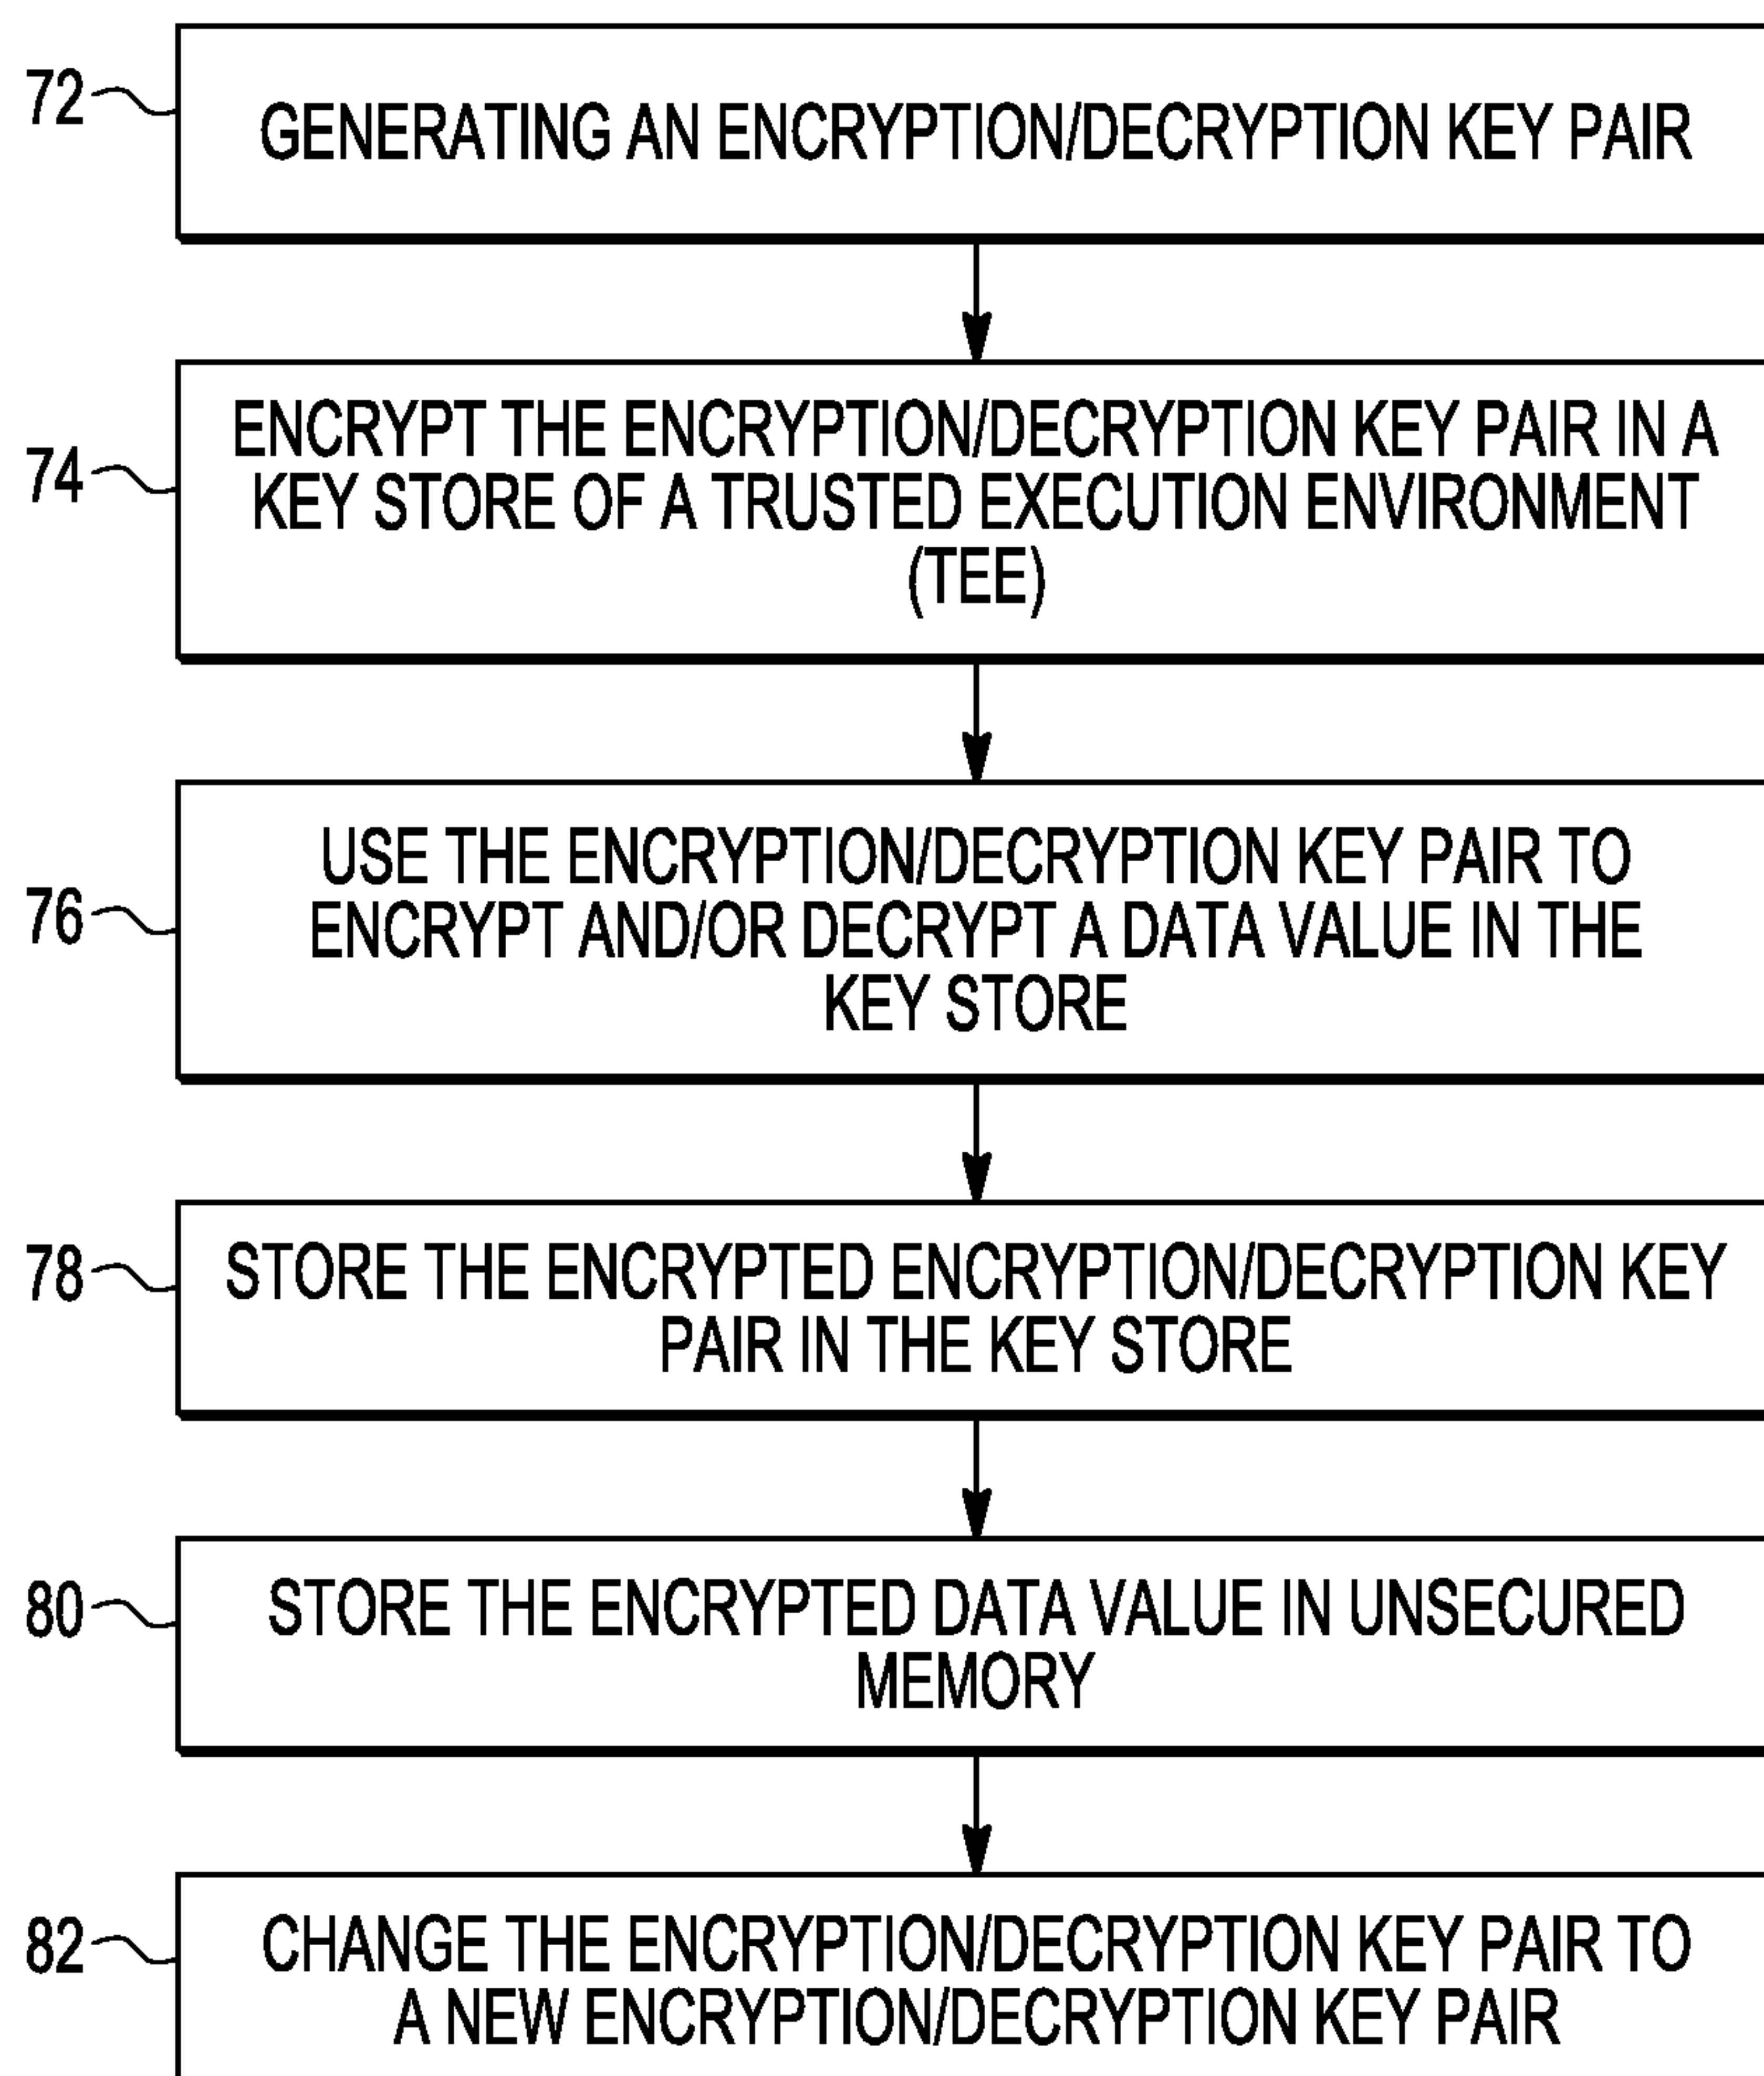 72
GENERATING AN ENCRYPTION/DECRYPTION KEY PAIR
74
ENCRYPT THE ENCRYPTION/DECRYPTION KEY PAIR IN A
KEY STORE OF A TRUSTED EXECUTION ENVIRONMENT
(TEE)
76
USE THE ENCRYPTION/DECRYPTION KEY PAIR TO
ENCRYPT AND/OR DECRYPT A DATA VALUE IN THE
KEY STORE
78
STORE THE ENCRYPTED ENCRYPTION/DECRYPTION KEY
PAIR IN THE KEY STORE
80
STORE THE ENCRYPTED DATA VALUE IN UNSECURED
MEMORY
82
CHANGE THE ENCRYPTION/DECRYPTION KEY PAIR TO
A NEW ENCRYPTION/DECRYPTION KEY PAIR